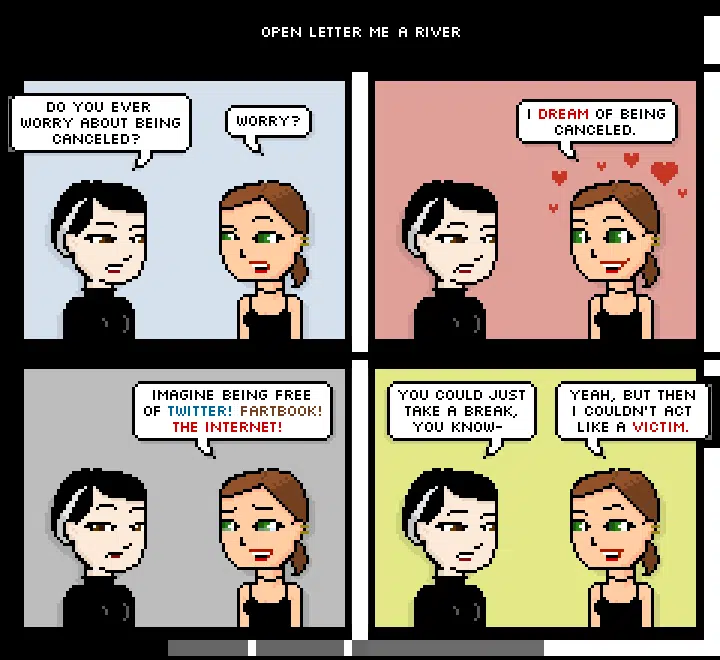 OPEN LETTER ME A RIVER
DO YOU EVER
WORRY ABOUT BEING
CANCELED?
WORRY?
I DREAM OF BEING
CANCELED.
IMAGINE BEING FREE
OF TWITTER! FARTBOOK!
THE INTERNET!
YOU COULD JUST
TAKE A BREAK,
YOU KNOW-
YEAH, BUT THEN
I COULDN'T ACT
LIKE A VICTIM.